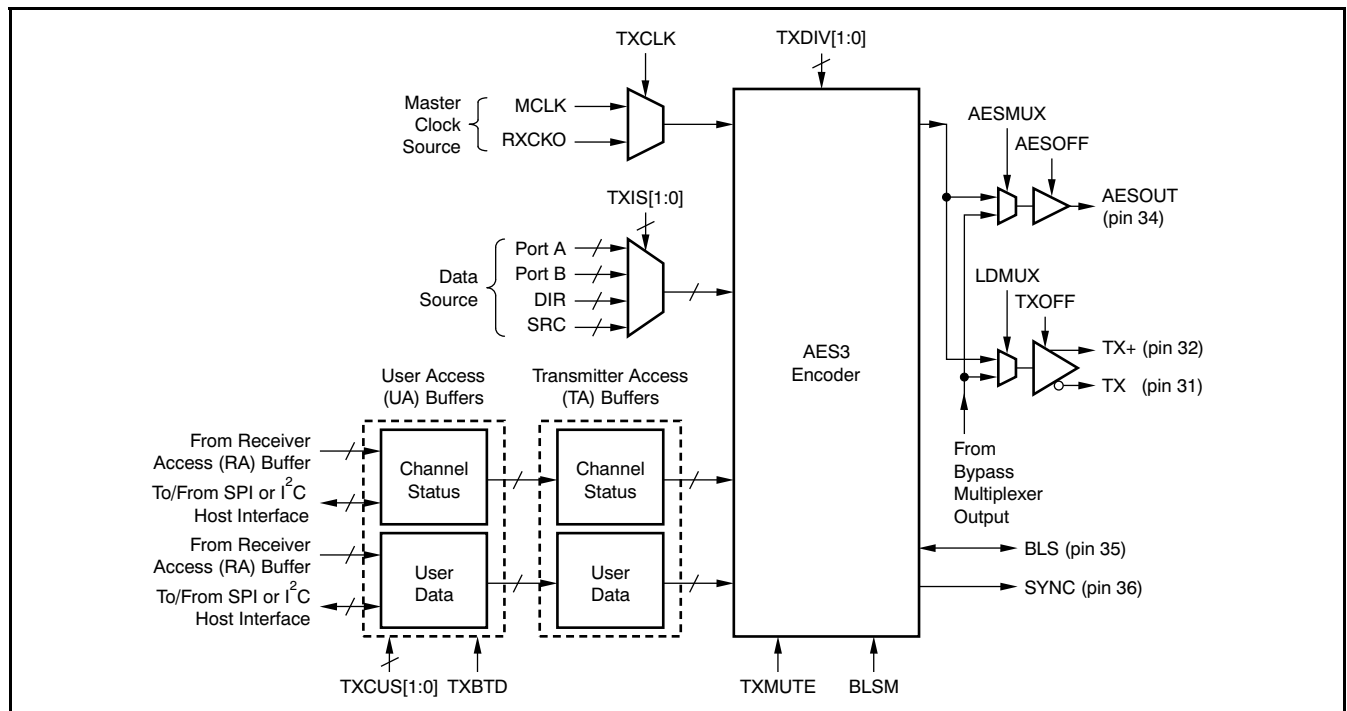 TXCLK
TXDIV[1:0]
Master
Clock
Source
MCLK
RXCKO
AESMUX
AESOFF
AESOUT
(pin 34)
TXIS[1:0]
Data
Source
Port A
Port B
DIR
SRC
LDMUX
TXOFF
TX+ (pin 32)
TX (pin 31)
AES3
Encoder
User Access
(UA) Buffers
Transmitter Access
(TA) Buffers
From Receiver
Access (RA) Buffer
To/From SPI or I²C
Host Interface
From Receiver
Access (RA) Buffer
To/From SPI or I²C
Host Interface
Channel
Status
Channel
Status
User
Data
User
Data
From
Bypass
Multiplexer
Output
BLS (pin 35)
SYNC (pin 36)
TXCUS[1:0]
TXBTD
TXMUTE
BLSM